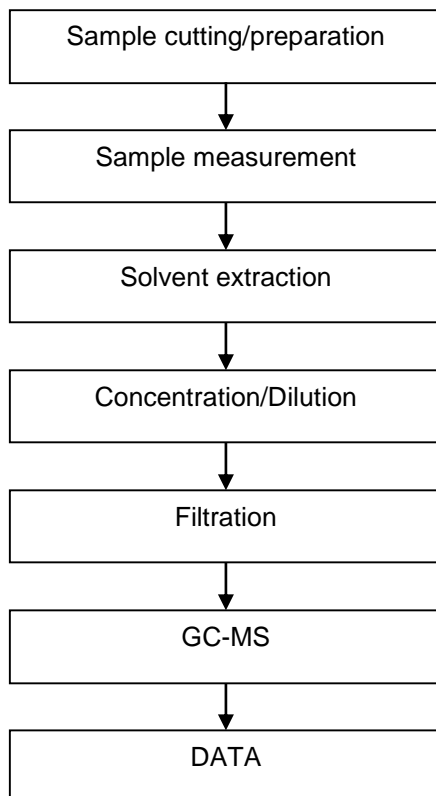 Sample cutting/preparation
Sample measurement
Solvent extraction
Concentration/Dilution
Filtration
GC-MS
DATA